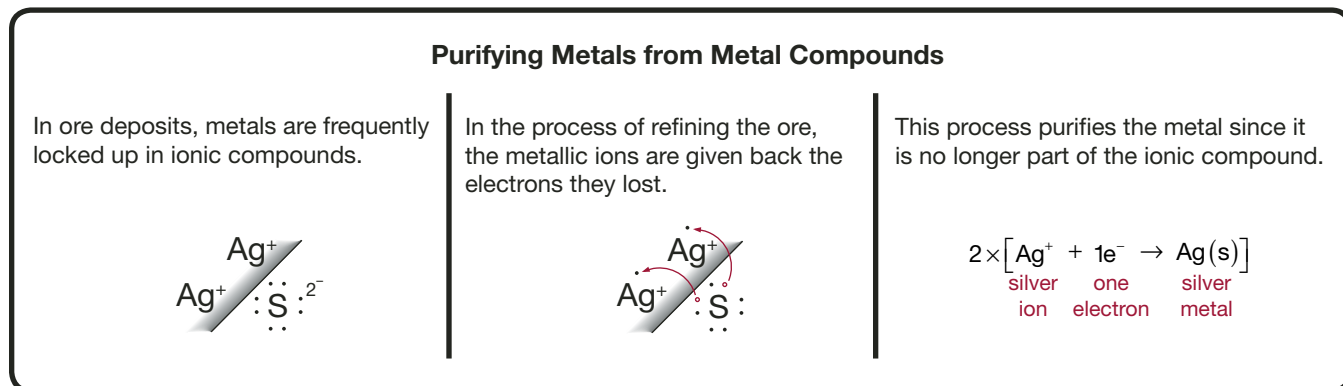 Purifying Metals from Metal Compounds
In ore deposits, metals are frequently
locked up in ionic compounds.
Ag⁺
Ag⁺
S 2⁻
In the process of refining the ore,
the metallic ions are given back the
electrons they lost.
Ag⁺
Ag⁺
S
This process purifies the metal since it
is no longer part of the ionic compound.
2×[Ag⁺ + 1e⁻ → Ag(s)]
silver one silver
ion electron metal